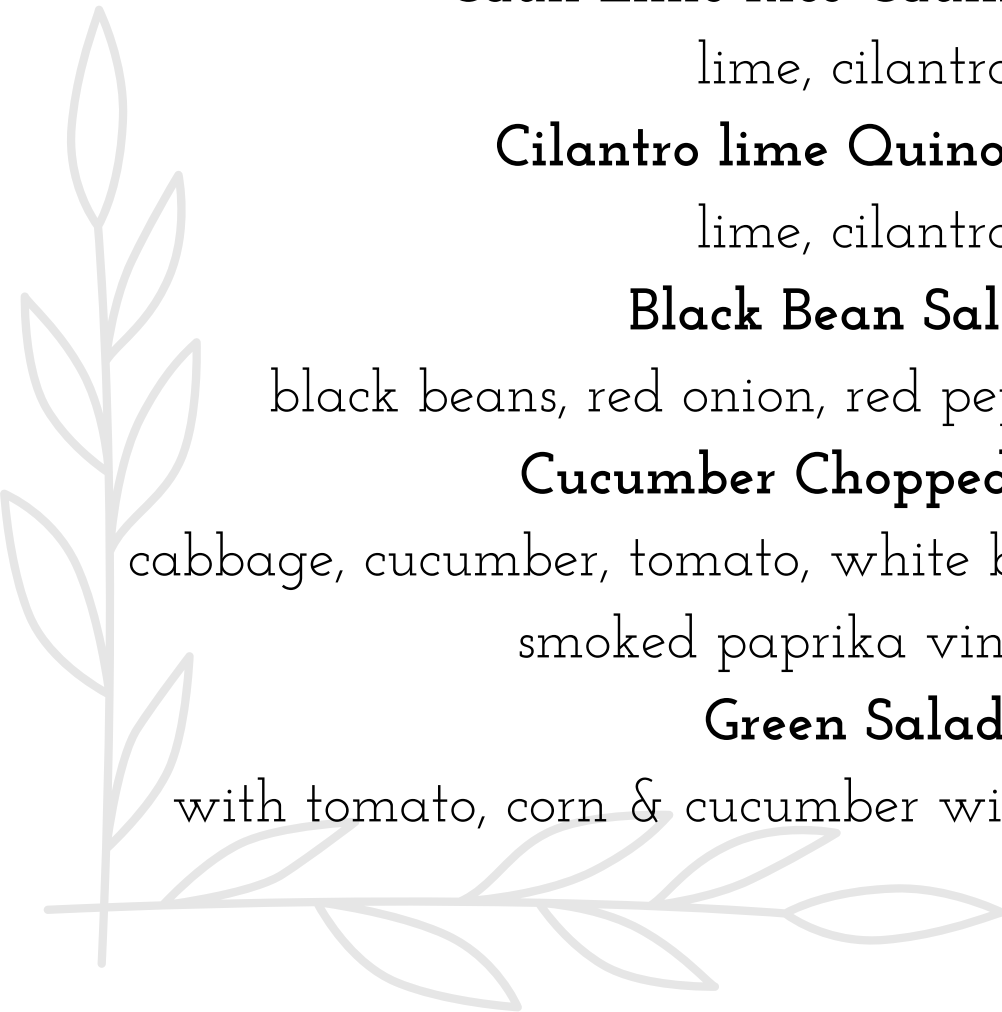 lime, cilantro
Cilantro lime Quino
lime, cilantro
Black Bean Sal
black beans, red onion, red pep
Cucumber Chopped
cabbage, cucumber, tomato, white b
smoked paprika vin
Green Salad
with tomato, corn & cucumber wi